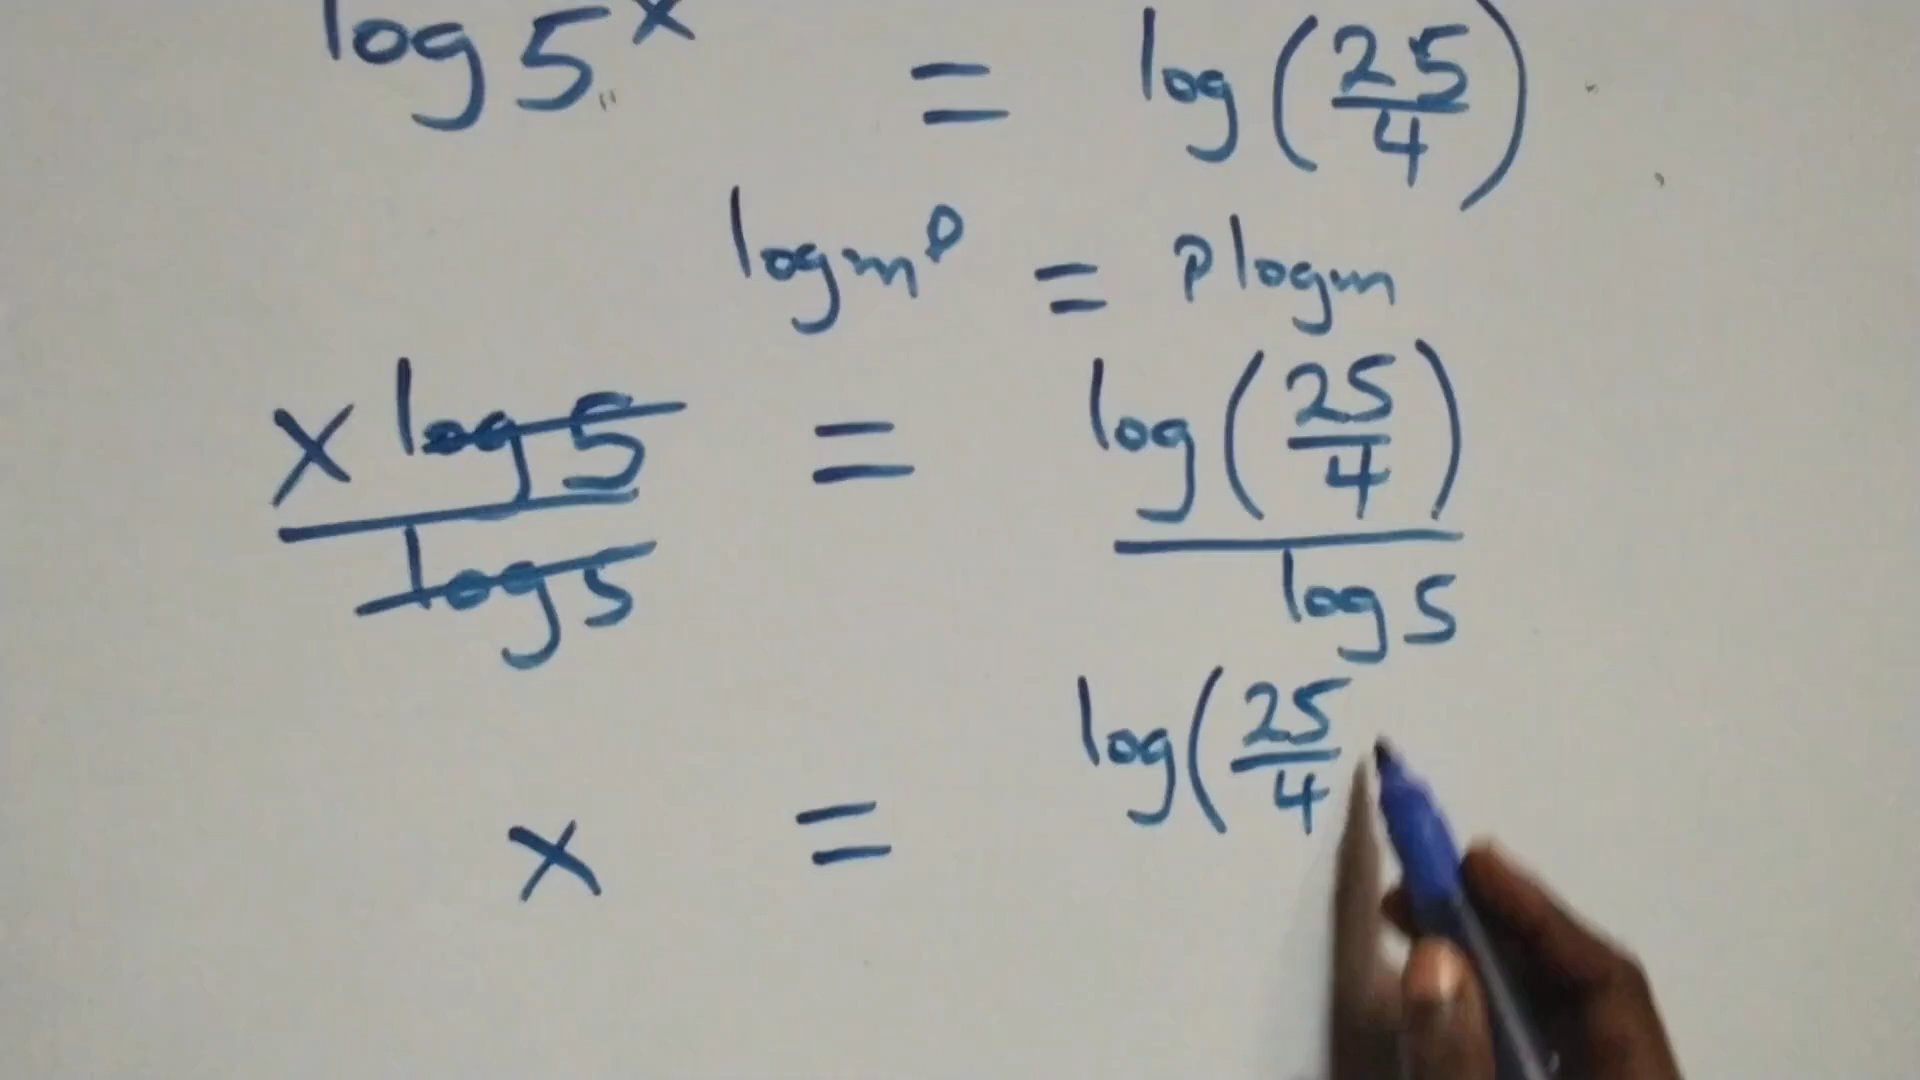 log 5^x = log(25/4)
log m^p = p log m
x log 5 / log 5 = log(25/4) / log 5
x = log(25/4